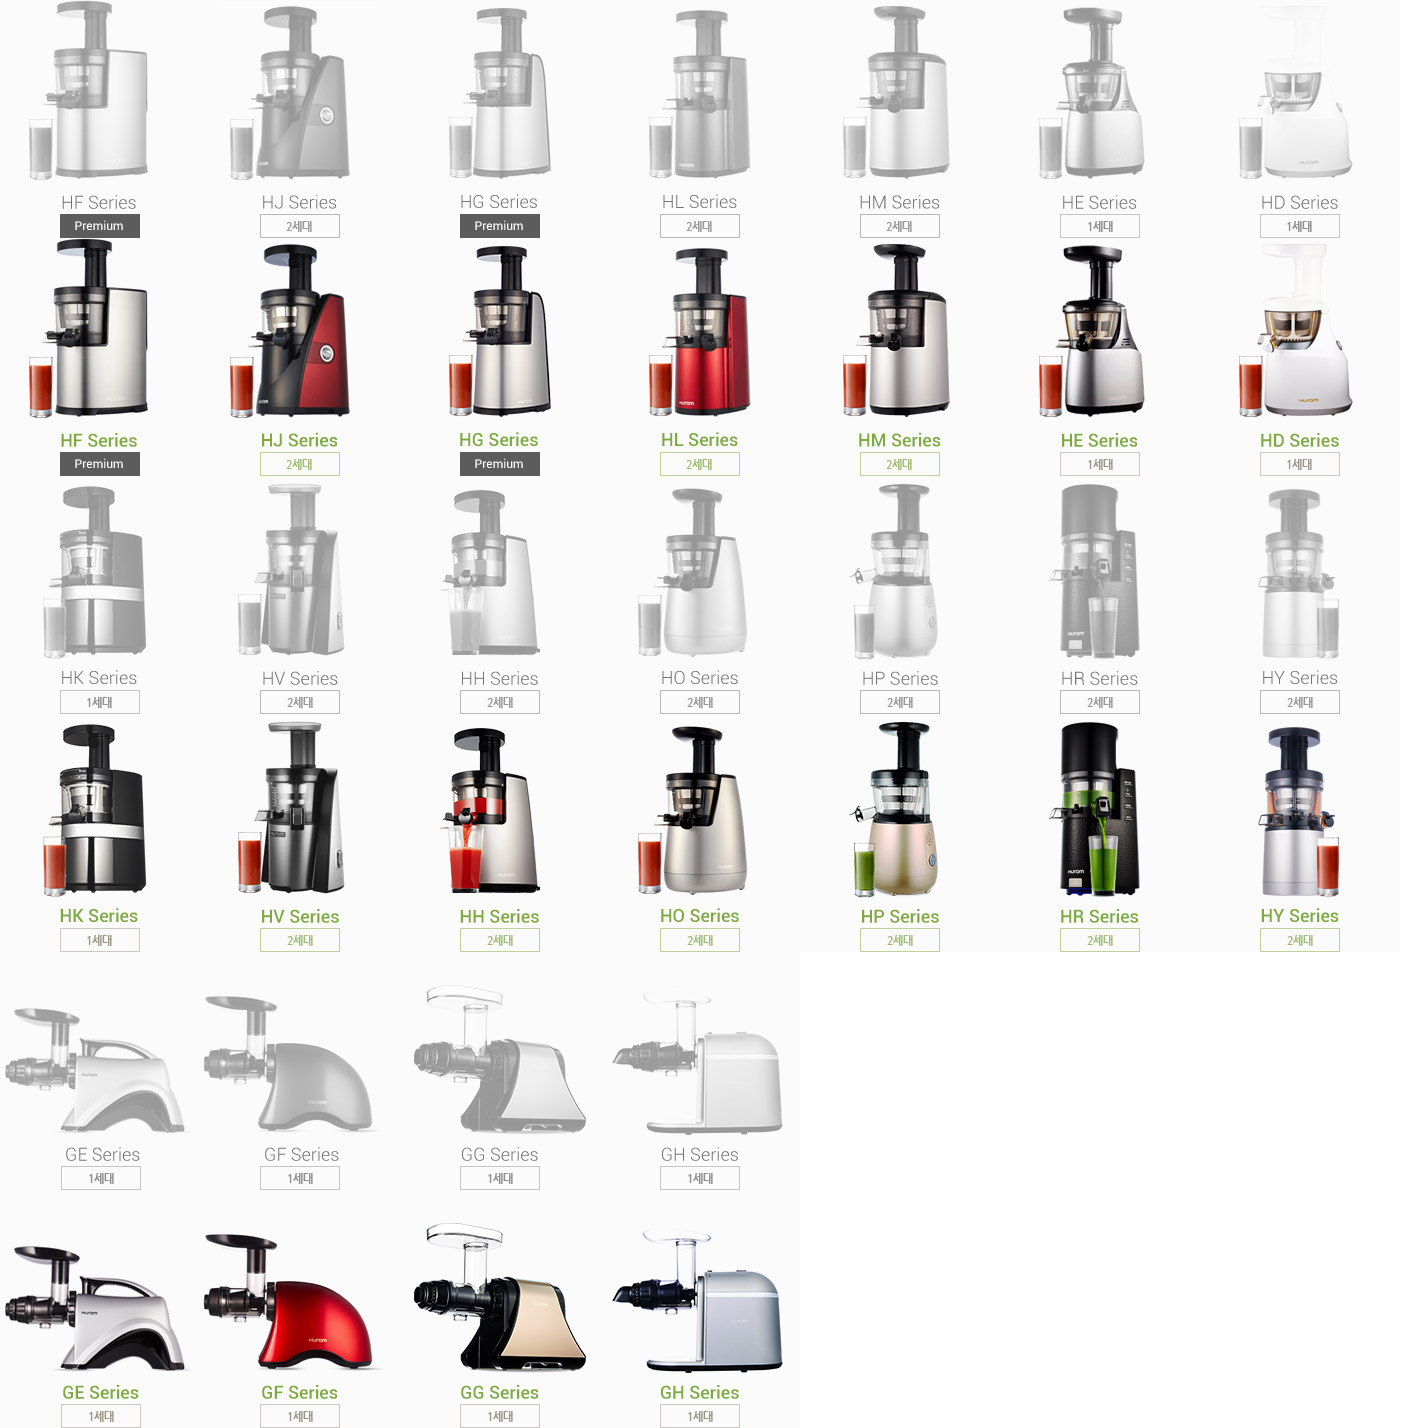 HF Series HJ Series HG Series HL Series HM Series HE Series HD Series
Premium 2세대 Premium 2세대 2세대 1세대 1세대
HF Series HJ Series HG Series HL Series HM Series HE Series HD Series
Premium 2세대 Premium 2세대 2세대 1세대 1세대
HK Series HV Series HH Series HO Series HP Series HR Series HY Series
1세대 2세대 2세대 2세대 2세대 2세대 2세대
HK Series HV Series HH Series HO Series HP Series HR Series HY Series
1세대 2세대 2세대 2세대 2세대 2세대 2세대
GE Series GF Series GG Series GH Series
1세대 1세대 1세대 1세대
GE Series GF Series GG Series GH Series
1세대 1세대 1세대 1세대